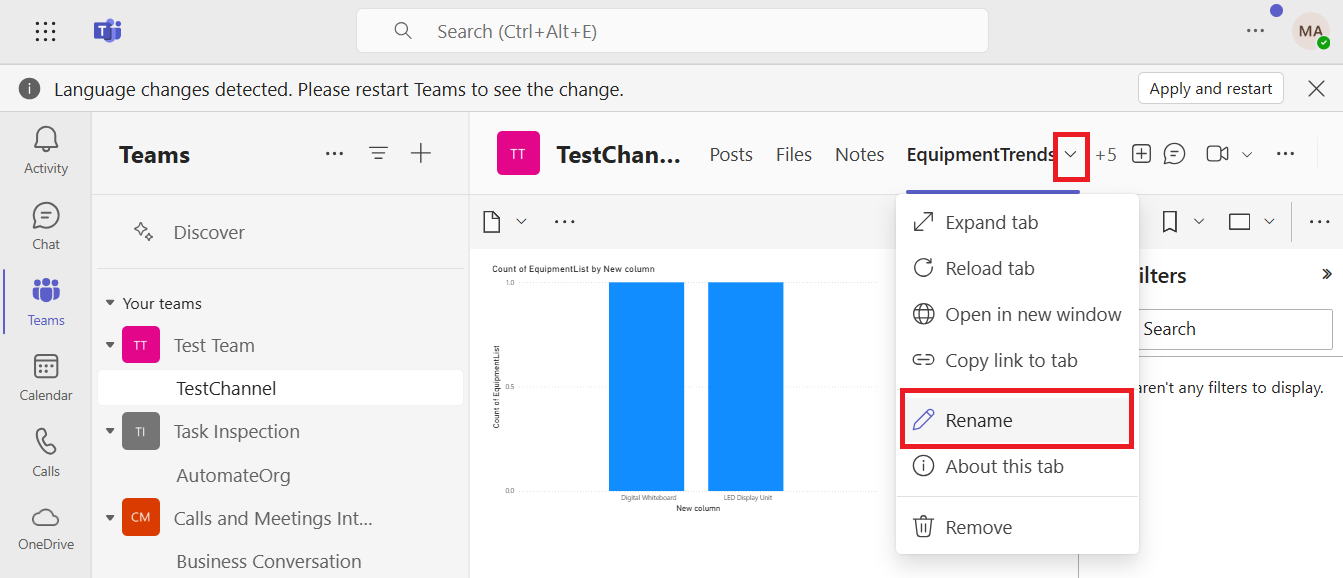 Search (Ctrl+Alt+E)
MA
Language changes detected. Please restart Teams to see the change.
Apply and restart
Activity
Chat
Teams
Calendar
Calls
OneDrive
Teams
Discover
Your teams
TT
Test Team
TestChannel
TI
Task Inspection
AutomateOrg
CM
Calls and Meetings Int...
Business Conversation
TT
TestChan...
Posts
Files
Notes
EquipmentTrends
+5
Count of EquipmentList by New column
Count of EquipmentList
1.0
0.5
0.0
Digital Whiteboard
LED Display Unit
New column
Expand tab
Reload tab
Open in new window
Copy link to tab
Rename
About this tab
Remove
ilters
Search
aren't any filters to display.